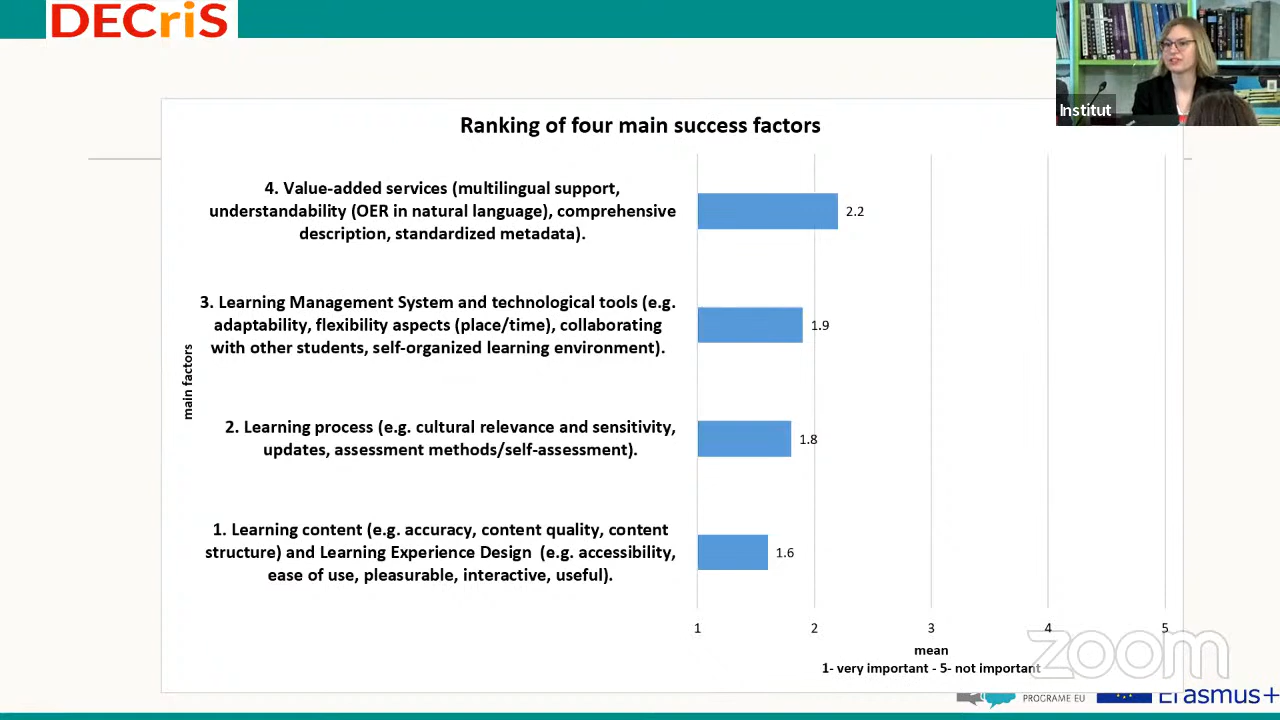 DECriS
Institut
Ranking of four main success factors
4. Value-added services (multilingual support,
understandability (OER in natural language), comprehensive
description, standardized metadata).
2.2
3. Learning Management System and technological tools (e.g.
adaptability, flexibility aspects (place/time), collaborating
with other students, self-organized learning environment).
1.9
main factors
2. Learning process (e.g. cultural relevance and sensitivity,
updates, assessment methods/self-assessment).
1.8
1. Learning content (e.g. accuracy, content quality, content
structure) and Learning Experience Design (e.g. accessibility,
ease of use, pleasurable, interactive, useful).
1.6
1 2 3 4 5
mean
1- very important - 5- not important
zoom
PROGRAME EU
Erasmus+